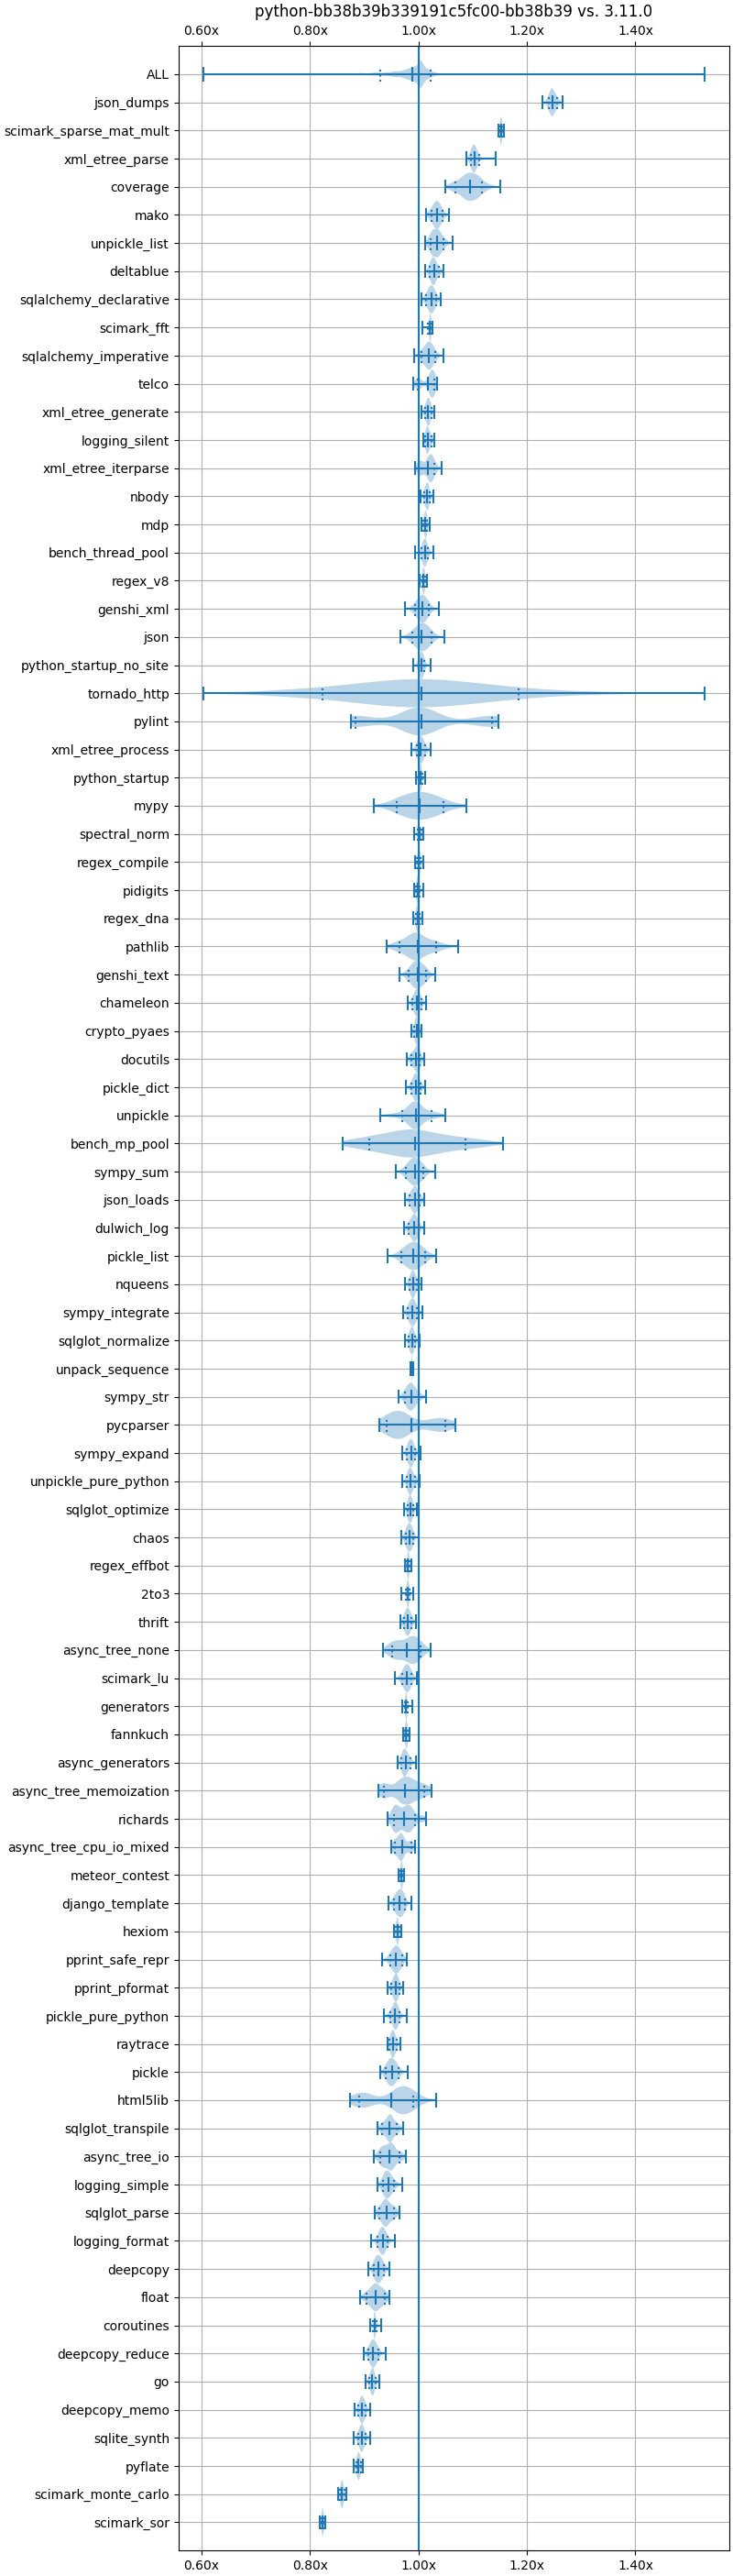 python-bb38b39b339191c5fc00-bb38b39 vs. 3.11.0
0.60x 0.80x 1.00x 1.20x 1.40x
ALL
json_dumps
scimark_sparse_mat_mult
xml_etree_parse
coverage
mako
unpickle_list
deltablue
sqlalchemy_declarative
scimark_fft
sqlalchemy_imperative
telco
xml_etree_generate
logging_silent
xml_etree_iterparse
nbody
mdp
bench_thread_pool
regex_v8
genshi_xml
json
python_startup_no_site
tornado_http
pylint
xml_etree_process
python_startup
mypy
spectral_norm
regex_compile
pidigits
regex_dna
pathlib
genshi_text
chameleon
crypto_pyaes
docutils
pickle_dict
unpickle
bench_mp_pool
sympy_sum
json_loads
dulwich_log
pickle_list
nqueens
sympy_integrate
sqlglot_normalize
unpack_sequence
sympy_str
pycparser
sympy_expand
unpickle_pure_python
sqlglot_optimize
chaos
regex_effbot
2to3
thrift
async_tree_none
scimark_lu
generators
fannkuch
async_generators
async_tree_memoization
richards
async_tree_cpu_io_mixed
meteor_contest
django_template
hexiom
pprint_safe_repr
pprint_pformat
pickle_pure_python
raytrace
pickle
html5lib
sqlglot_transpile
async_tree_io
logging_simple
sqlglot_parse
logging_format
deepcopy
float
coroutines
deepcopy_reduce
go
deepcopy_memo
sqlite_synth
pyflate
scimark_monte_carlo
scimark_sor
0.60x 0.80x 1.00x 1.20x 1.40x